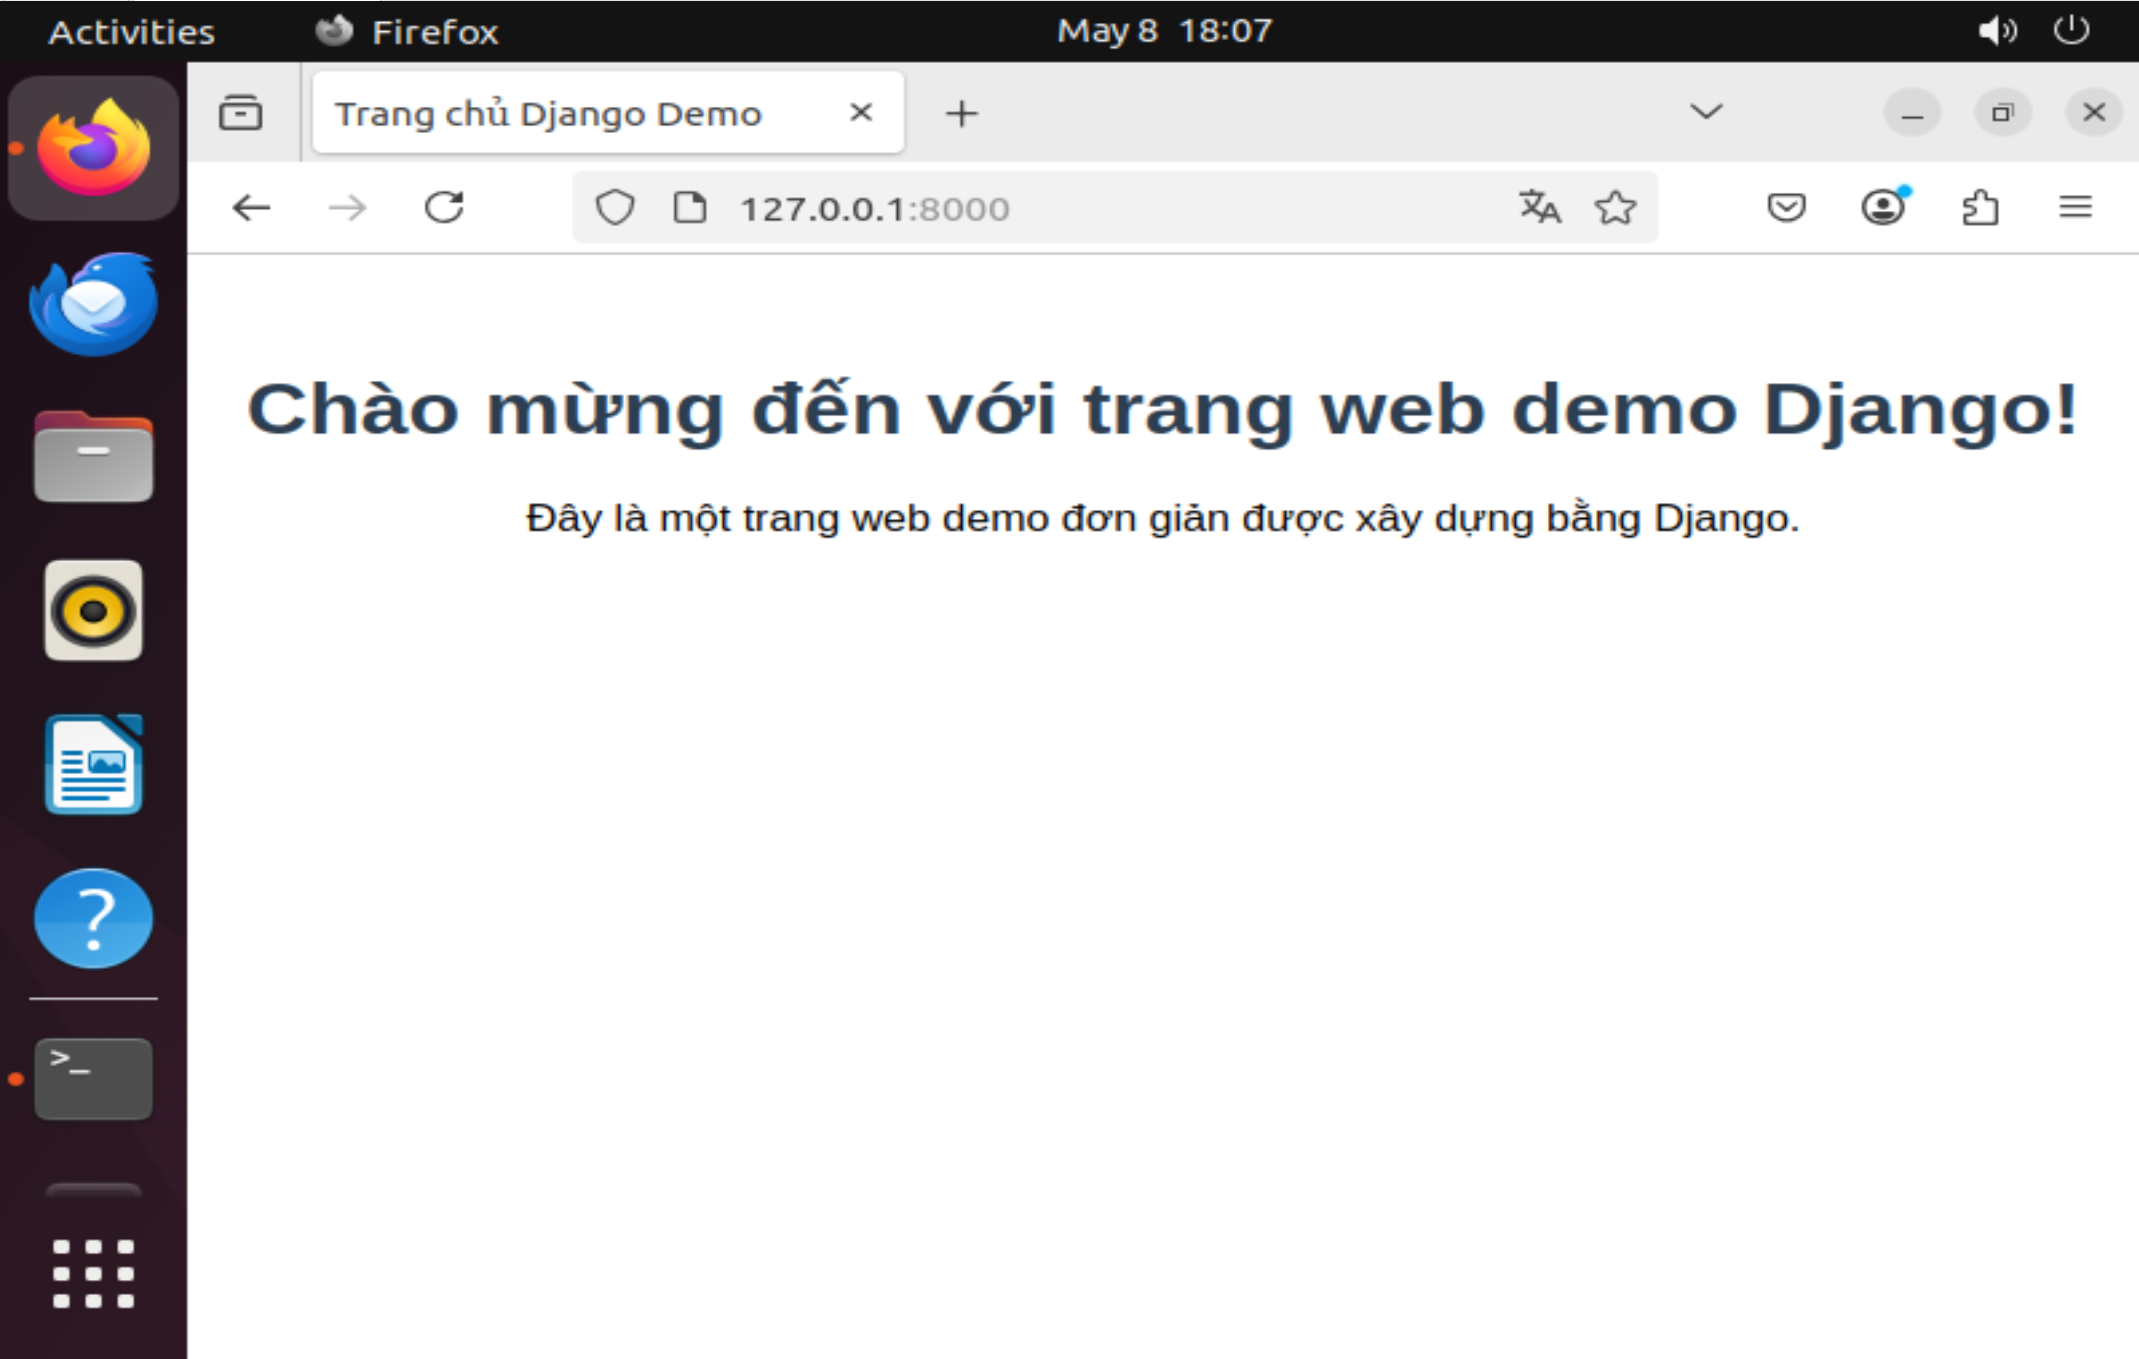 Activities Firefox May 8 18:07
Trang chủ Django Demo
127.0.0.1:8000
Chào mừng đến với trang web demo Django!
Đây là một trang web demo đơn giản được xây dựng bằng Django.
?
>_